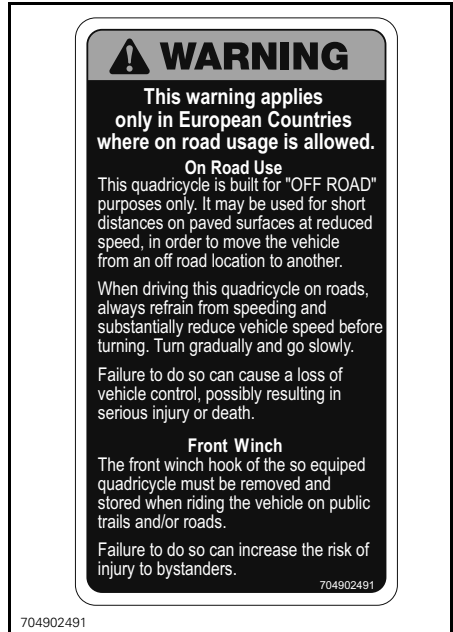 WARNING
This warning applies
only in European Countries
where on road usage is allowed.
On Road Use
This quadricycle is built for "OFF ROAD"
purposes only. It may be used for short
distances on paved surfaces at reduced
speed, in order to move the vehicle
from an off road location to another.
When driving this quadricycle on roads,
always refrain from speeding and
substantially reduce vehicle speed before
turning. Turn gradually and go slowly.
Failure to do so can cause a loss of
vehicle control, possibly resulting in
serious injury or death.
Front Winch
The front winch hook of the so equiped
quadricycle must be removed and
stored when riding the vehicle on public
trails and/or roads.
Failure to do so can increase the risk of
injury to bystanders.
704902491
704902491